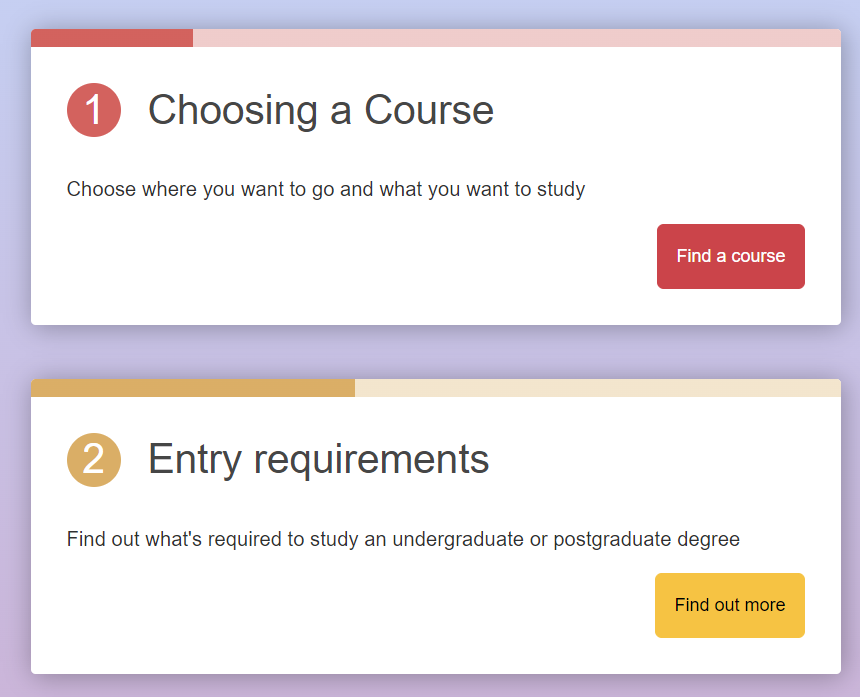 1 Choosing a Course
Choose where you want to go and what you want to study
Find a course
2 Entry requirements
Find out what's required to study an undergraduate or postgraduate degree
Find out more